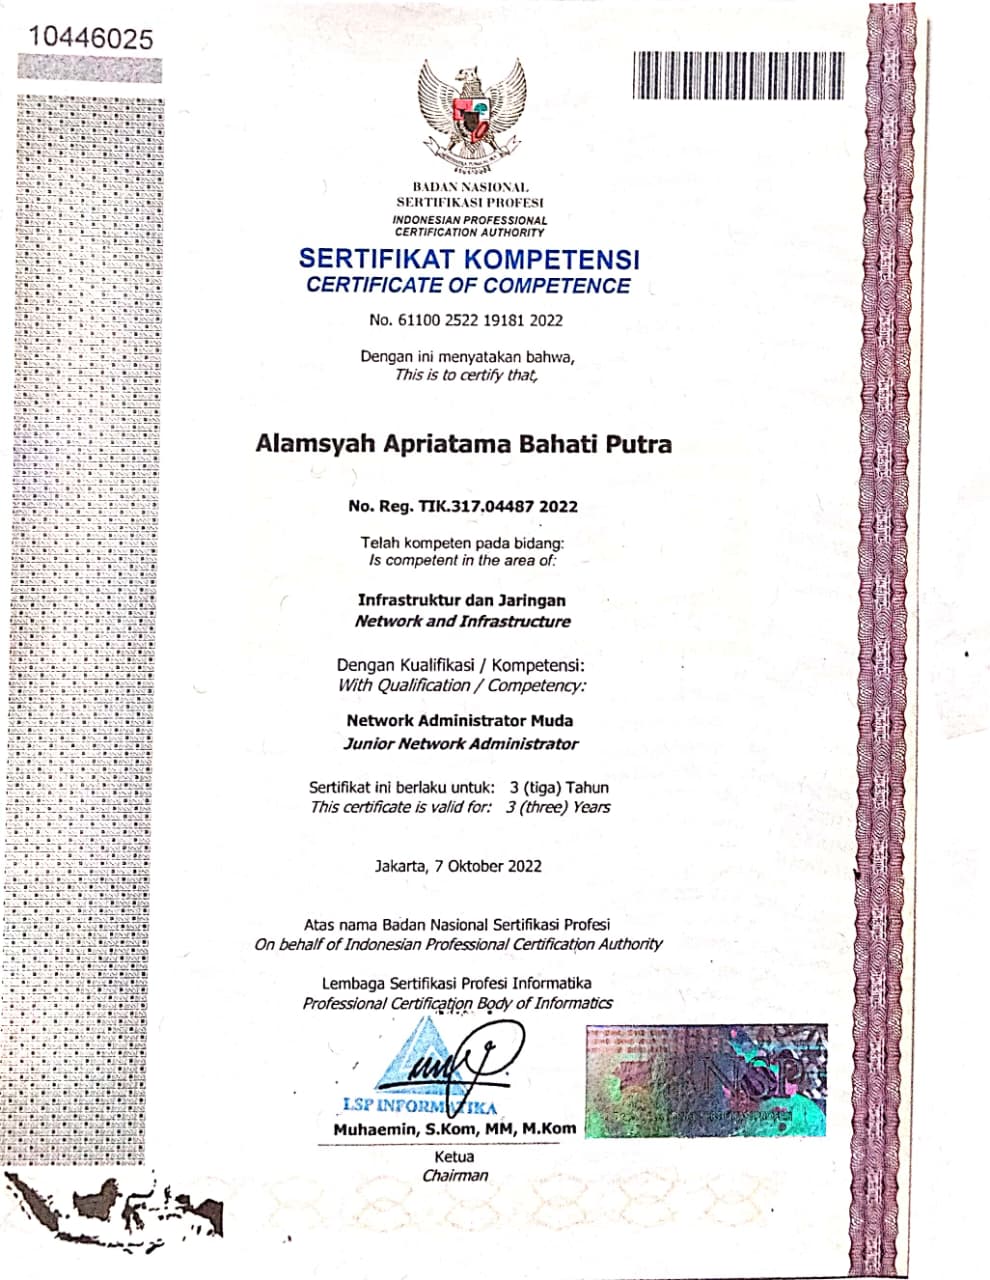 10446025
BADAN NASIONAL
SERTIFIKASI PROFESI
INDONESIAN PROFESSIONAL
CERTIFICATION AUTHORITY
SERTIFIKAT KOMPETENSI
CERTIFICATE OF COMPETENCE
No. 61100 2522 19181 2022
Dengan ini menyatakan bahwa,
This is to certify that,
Alamsyah Apriatama Bahati Putra
No. Reg. TIK.317.04487 2022
Telah kompeten pada bidang:
Is competent in the area of:
Infrastruktur dan Jaringan
Network and Infrastructure
Dengan Kualifikasi / Kompetensi:
With Qualification / Competency:
Network Administrator Muda
Junior Network Administrator
Sertifikat ini berlaku untuk: 3 (tiga) Tahun
This certificate is valid for: 3 (three) Years
Jakarta, 7 Oktober 2022
Atas nama Badan Nasional Sertifikasi Profesi
On behalf of Indonesian Professional Certification Authority
Lembaga Sertifikasi Profesi Informatika
Professional Certification Body of Informatics
LSP INFORMATIKA
Muhaemin, S.Kom, MM, M.Kom
Ketua
Chairman